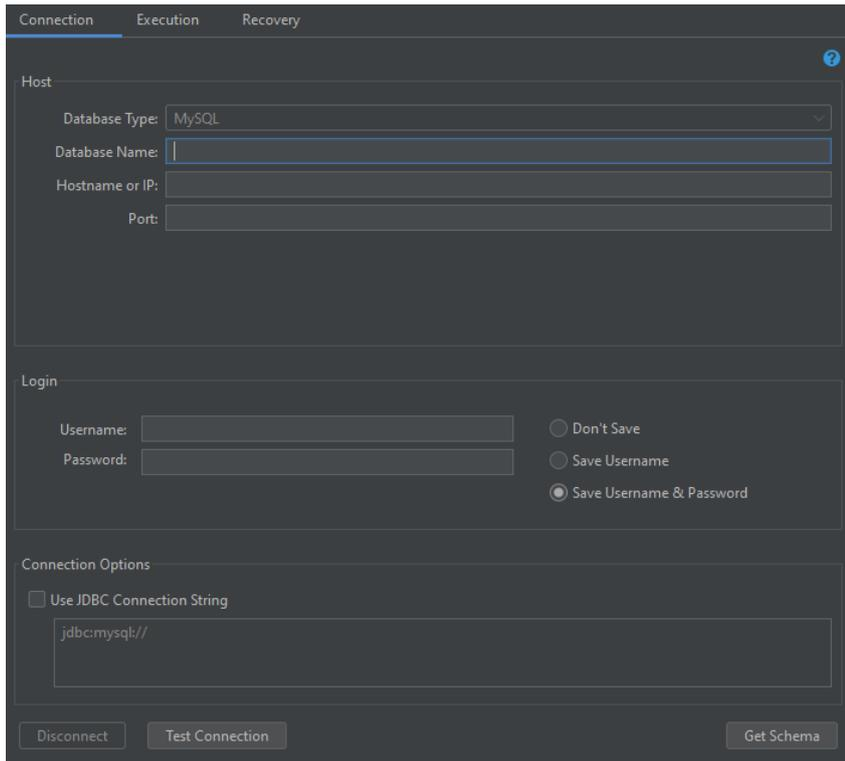 Connection Execution Recovery
?
Host
Database Type: MySQL
Database Name:
Hostname or IP:
Port:
Login
Username:
Password:
Don't Save
Save Username
Save Username & Password
Connection Options
Use JDBC Connection String
jdbc:mysql://
Disconnect Test Connection Get Schema